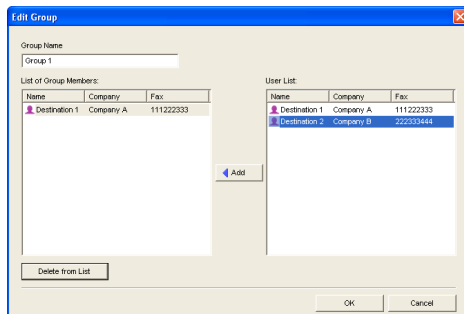 Edit Group
Group Name
Group 1
List of Group Members:
Name Company Fax
Destination 1 Company A 111222333
Add
User List:
Name Company Fax
Destination 1 Company A 111222333
Destination 2 Company B 222333444
Delete from List
OK Cancel